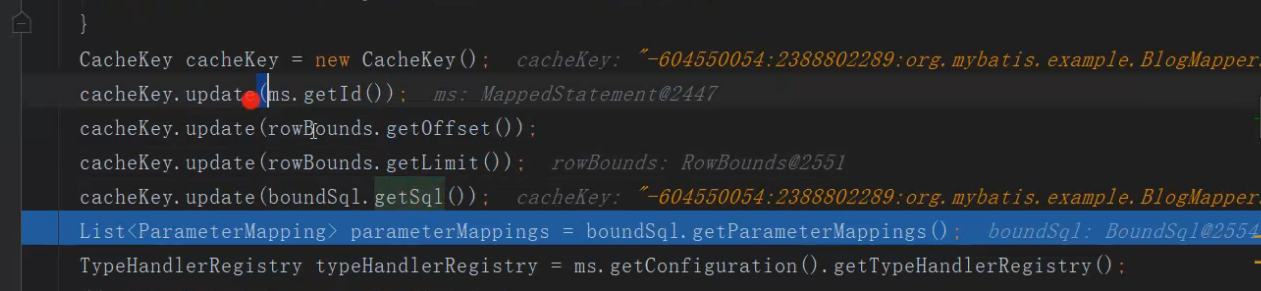 }
CacheKey cacheKey = new CacheKey(); cacheKey: "-604550054:2388802289:org.mybatis.example.BlogMapper
cacheKey.update(ms.getId()); ms: MappedStatement@2447
cacheKey.update(rowBounds.getOffset());
cacheKey.update(rowBounds.getLimit()); rowBounds: RowBounds@2551
cacheKey.update(boundSql.getSql()); cacheKey: "-604550054:2388802289:org.mybatis.example.BlogMapper
List<ParameterMapping> parameterMappings = boundSql.getParameterMappings(); boundSql: BoundSql@2554
TypeHandlerRegistry typeHandlerRegistry = ms.getConfiguration().getTypeHandlerRegistry();